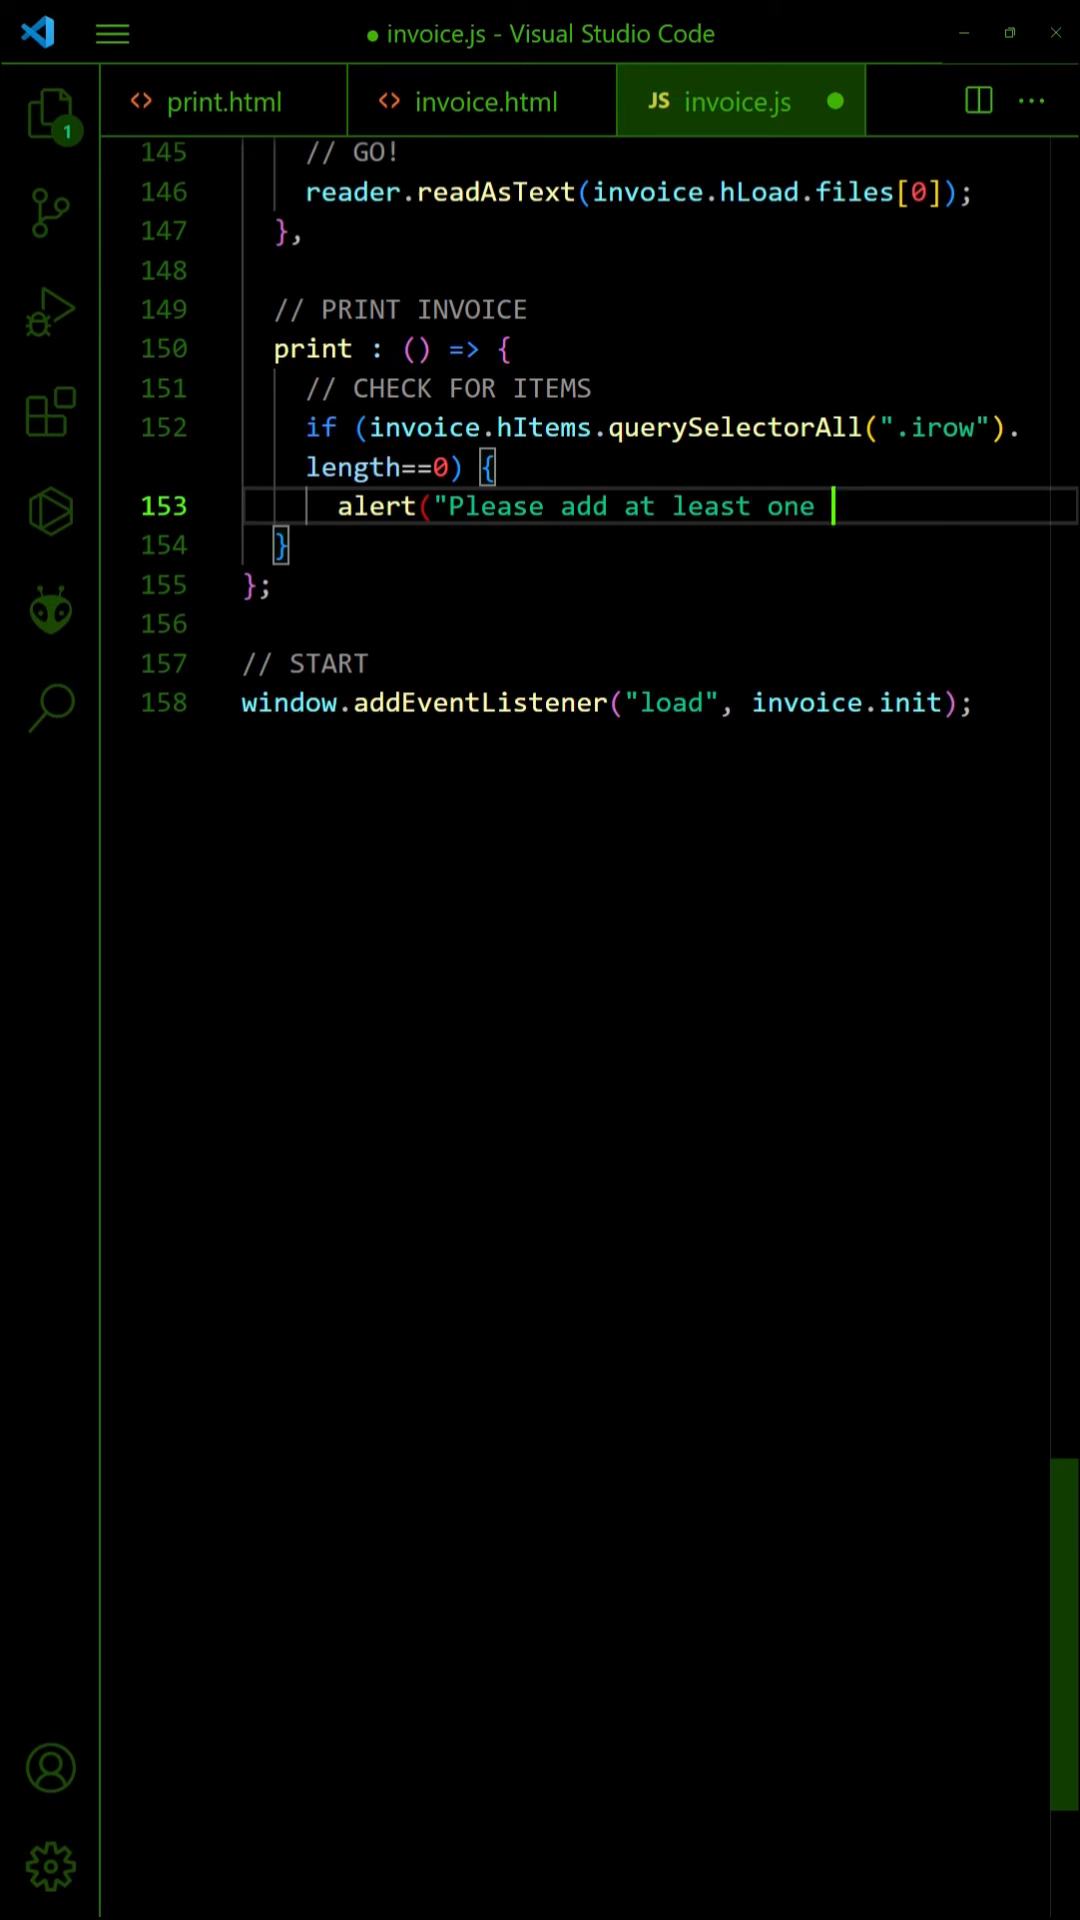 ● invoice.js - Visual Studio Code
<> print.html <> invoice.html JS invoice.js ●
1
145 // GO!
146 reader.readAsText(invoice.hLoad.files[0]);
147 },
148
149 // PRINT INVOICE
150 print : () => {
151 // CHECK FOR ITEMS
152 if (invoice.hItems.querySelectorAll(".irow").
length==0) {
153 alert("Please add at least one
154 }
155 };
156
157 // START
158 window.addEventListener("load", invoice.init);